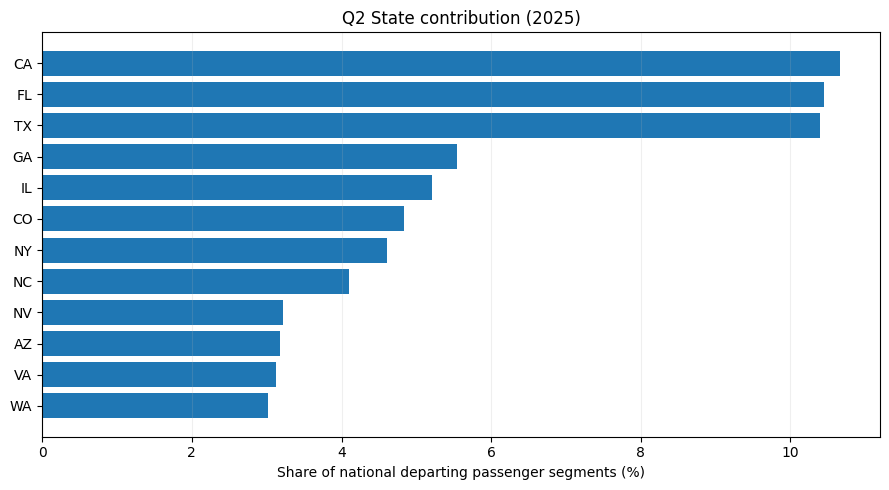 Q2 State contribution (2025)
CA
FL
TX
GA
IL
CO
NY
NC
NV
AZ
VA
WA
0 2 4 6 8 10
Share of national departing passenger segments (%)